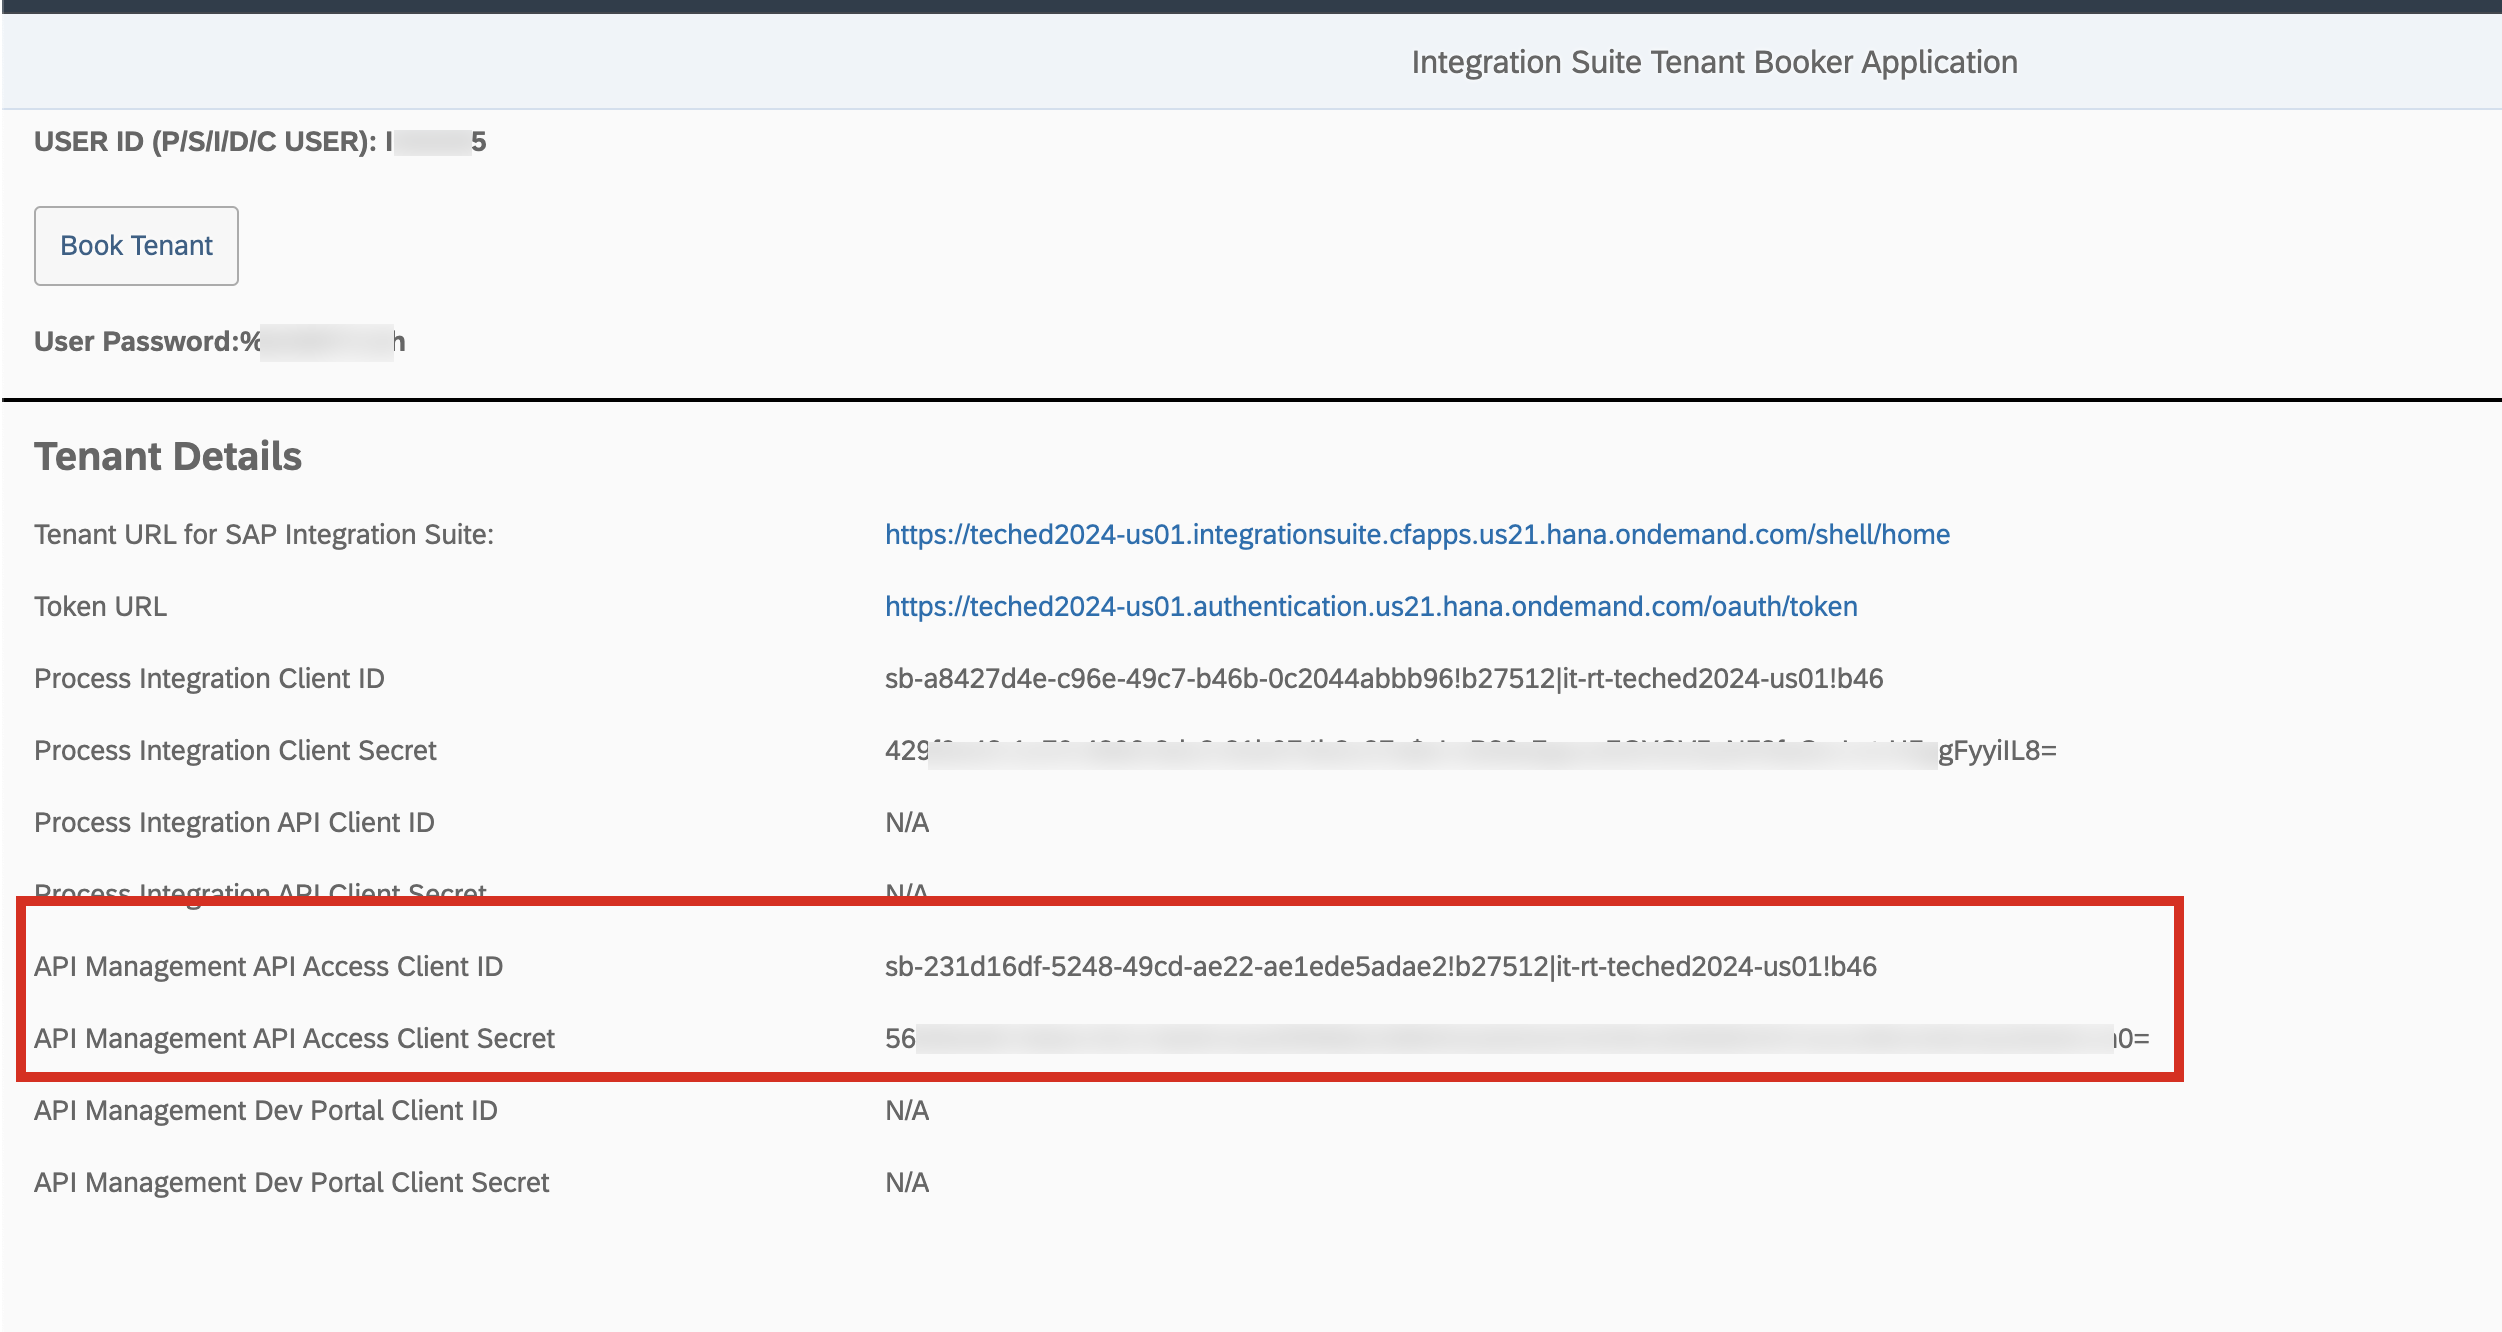 Integration Suite Tenant Booker Application
USER ID (P/S/I/D/C USER): I 5
Book Tenant
User Password:% h
Tenant Details
Tenant URL for SAP Integration Suite: https://teched2024-us01.integrationsuite.cfapps.us21.hana.ondemand.com/shell/home
Token URL https://teched2024-us01.authentication.us21.hana.ondemand.com/oauth/token
Process Integration Client ID sb-a8427d4e-c96e-49c7-b46b-0c2044abbb96!b27512|it-rt-teched2024-us01!b46
Process Integration Client Secret 429 gFyyiIL8=
Process Integration API Client ID N/A
Process Integration API Client Secret N/A
API Management API Access Client ID sb-231d16df-5248-49cd-ae22-ae1ede5adae2!b27512|it-rt-teched2024-us01!b46
API Management API Access Client Secret 56 0=
API Management Dev Portal Client ID N/A
API Management Dev Portal Client Secret N/A